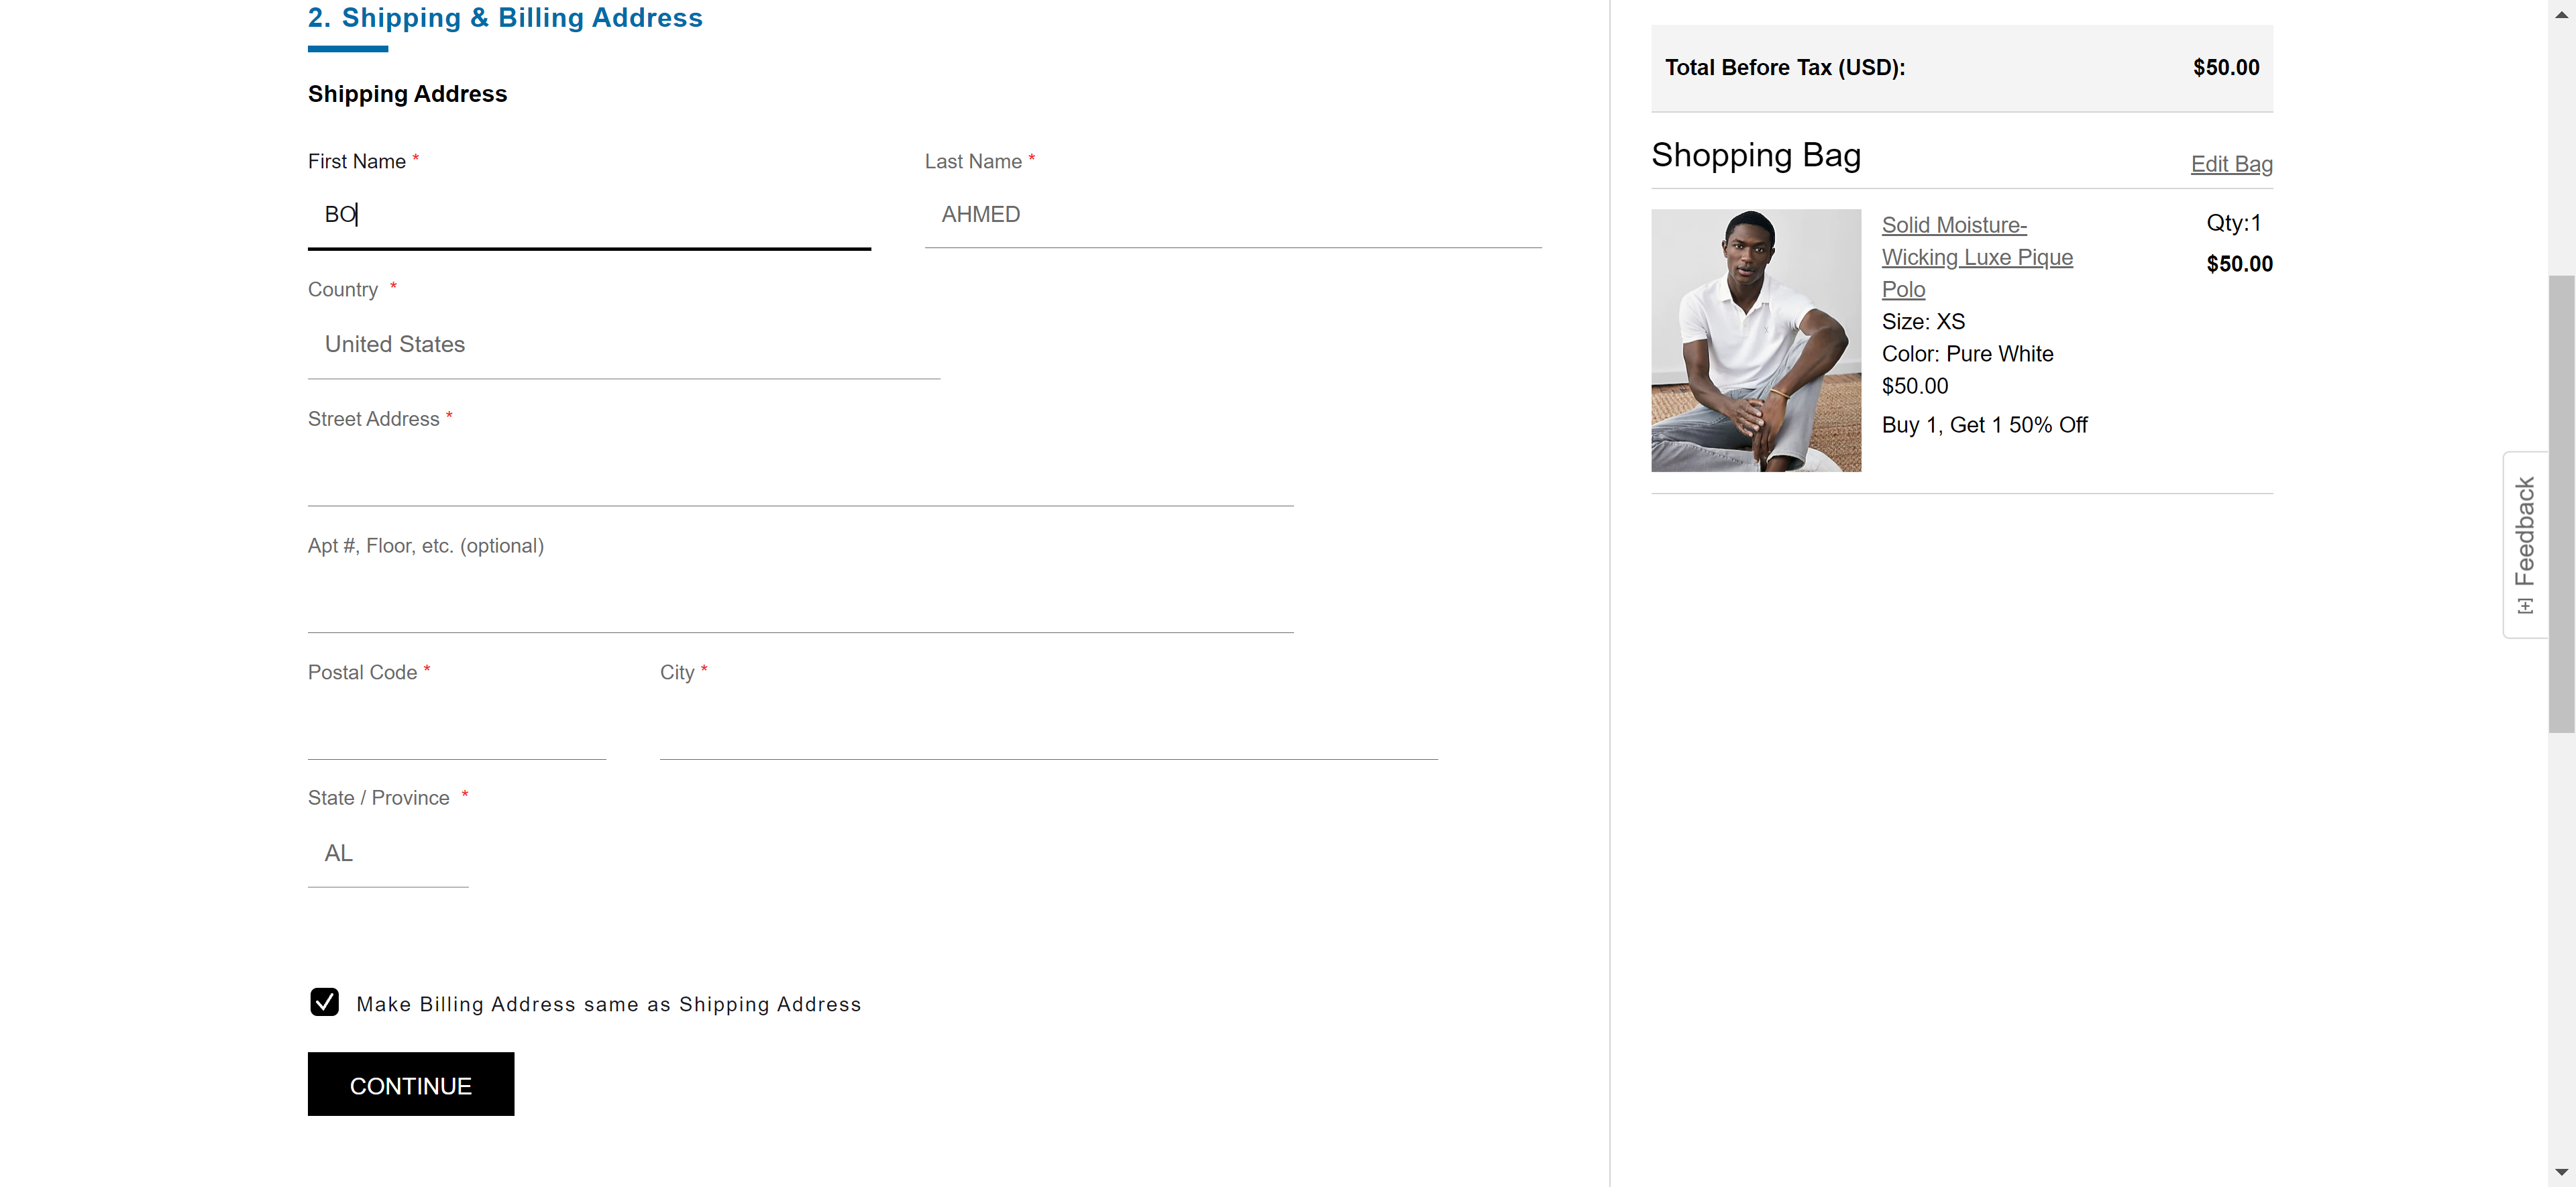 2. Shipping & Billing Address
Shipping Address
First Name *
BO
Last Name *
AHMED
Country *
United States
Street Address *
Apt #, Floor, etc. (optional)
Postal Code *
City *
State / Province *
AL
Make Billing Address same as Shipping Address
CONTINUE
Total Before Tax (USD): $50.00
Shopping Bag
Edit Bag
Solid Moisture-
Wicking Luxe Pique
Polo
Size: XS
Color: Pure White
$50.00
Buy 1, Get 1 50% Off
Qty:1
$50.00
[+] Feedback